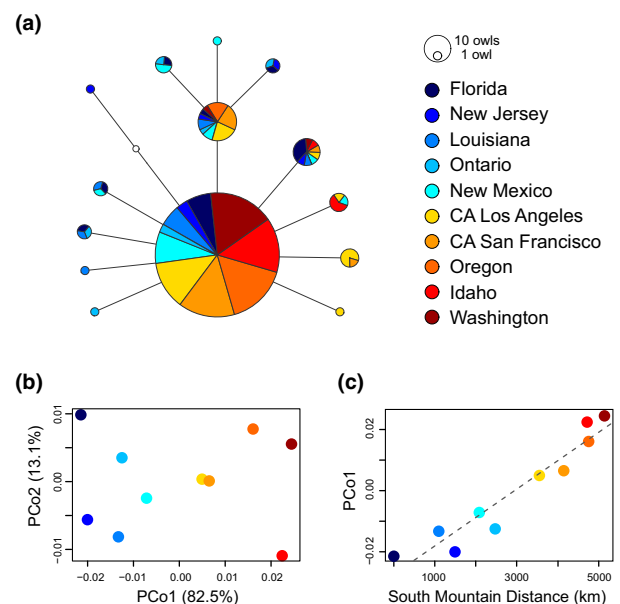 (a)
10 owls
1 owl
Florida
New Jersey
Louisiana
Ontario
New Mexico
CA Los Angeles
CA San Francisco
Oregon
Idaho
Washington
(b)
PCo2 (13.1%)
0.01
0.00
−0.01
−0.02 −0.01 0.00 0.01 0.02
PCo1 (82.5%)
(c)
PCo1
0.02
0.00
−0.02
1000 3000 5000
South Mountain Distance (km)